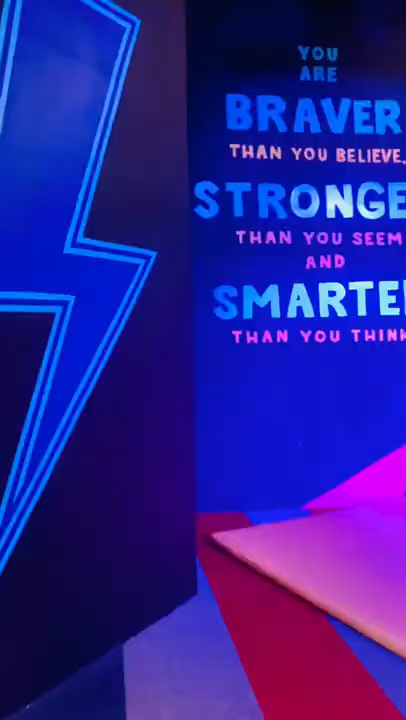 YOU
ARE
BRAVER
THAN YOU BELIEVE,
STRONGE
THAN YOU SEEM
AND
SMARTE
THAN YOU THINK